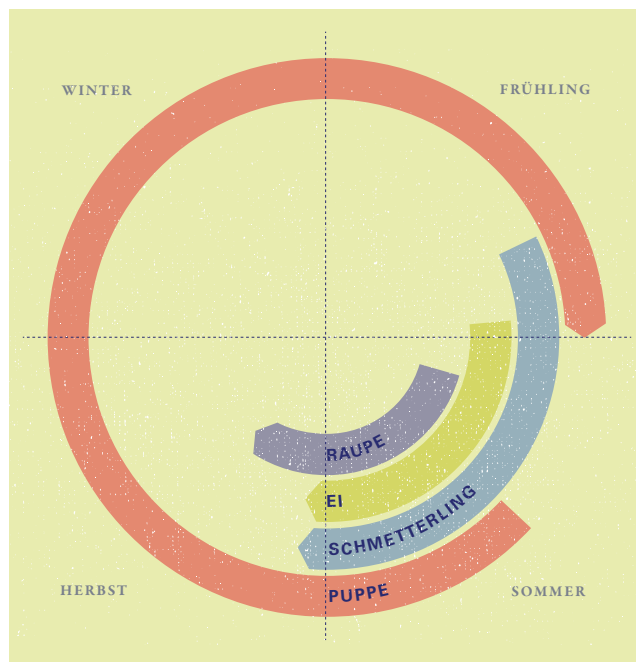 WINTER
FRÜHLING
RAUPE
EI
SCHMETTERLING
PUPPE
HERBST
SOMMER